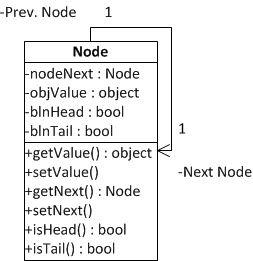 -Prev. Node 1
Node
-nodeNext : Node
-objValue : object
-blnHead : bool
-blnTail : bool
1
+getValue() : object
+setValue()
-Next Node
+getNext() : Node
+setNext()
+isHead() : bool
+isTail() : bool